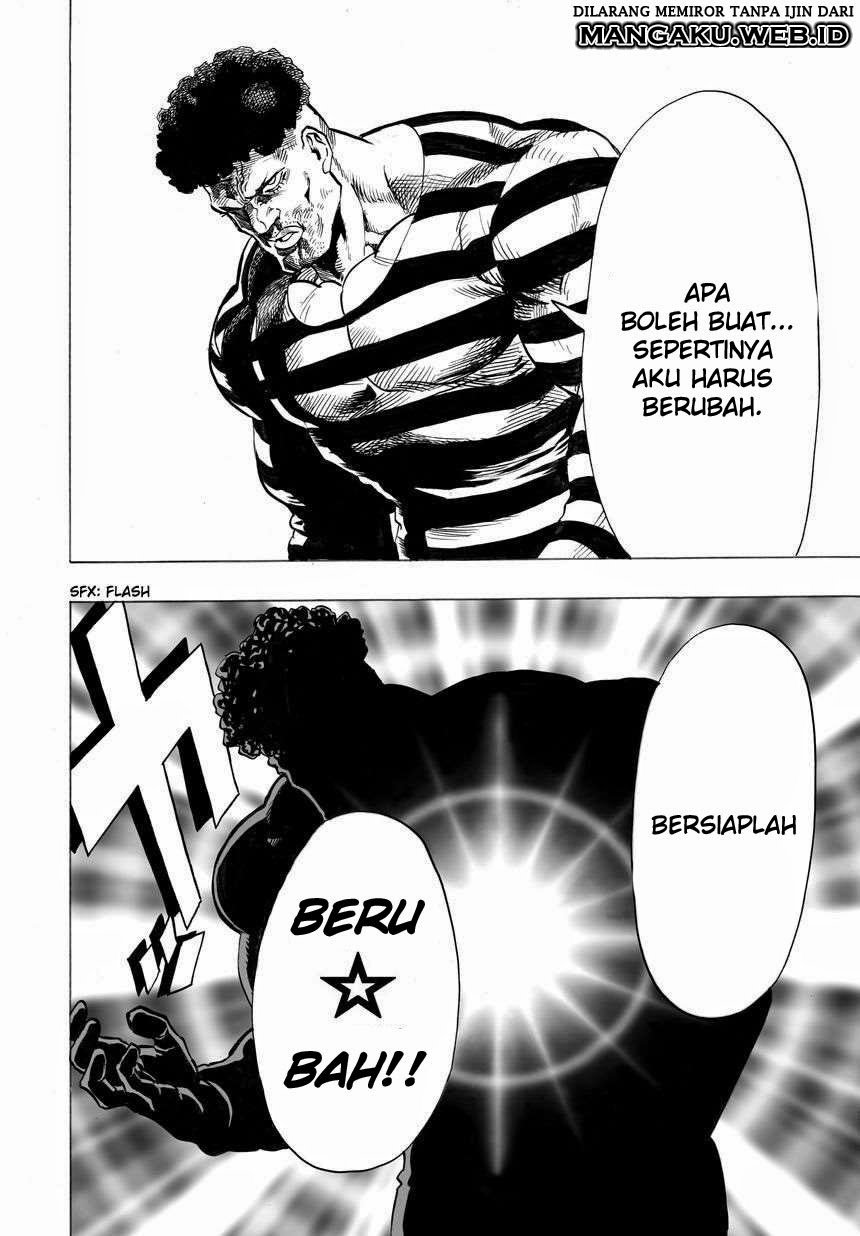 DILARANG MEMIROR TANPA IJIN DARI
MANGAKU.WEB.ID
APA
BOLEH BUAT...
SEPERTINYA
AKU HARUS
BERUBAH.
SFX: FLASH
BERSIAPLAH
BERU
☆
BAH!!